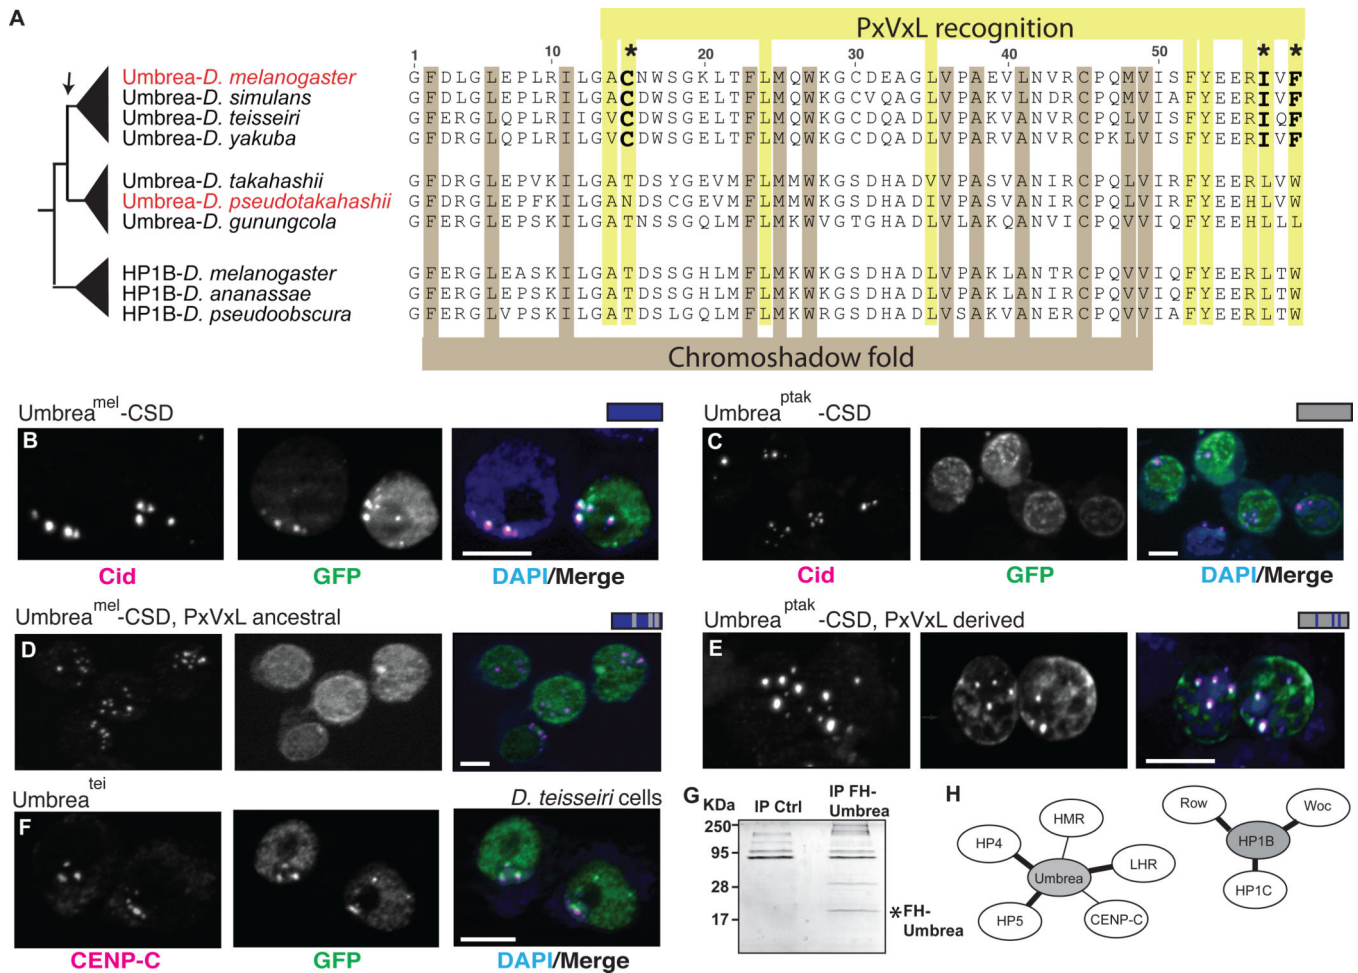 A
PxVxL recognition
* * *
1 10 20 30 40 50
Umbrea-D. melanogaster GFDLGLEPLRILGACNWSGKLTFLMQWKGCDEAGLVPAEVLNVRCPQMVISFYEERIVF
Umbrea-D. simulans GFDLGLEPLRILGACDWSGELTFLMQWKGCVQAGLVPAKVLNDRCPQMVIAFYEERIVF
Umbrea-D. teisseiri GFERGLQPLRIIGVCDWSGELTFLMQWKGCDQAGLVPARVANVRCPQMVIAFYEERIQF
Umbrea-D. yakuba GFDLGLQPLRILGVCDWSGELTFLMQWKGCDQAGLVPAKVANVRCPKLVIAFYEERIVF
Umbrea-D. takahashii GFDRGLEPVKILGATDSYGEVMFLMMWKGSDHADVVPASVANIRCPQLVIRFYEERLVW
Umbrea-D. pseudotakahashii GFDRGLEPFKILGANDSCGEVMFLMMWKGSDHADIVPASVANIRCPQLVIRFYEEHLVW
Umbrea-D. gunungcola GFERGLEPLKILGATNSSGQLMFLMMWVGTGHADLVPAKQANVICPQVVIQFYEEHLLL
HP1B-D. melanogaster GFERGLEASKILGATDSSGHLMFLMKWKGSDHADLVPAKLANTRCPQVVIQFYEERLTW
HP1B-D. ananassae GFERGLEPSKILGATDSSGHLMFLMKWKGSDHADIVPAKLANIRCPQVVIQFYEERLTW
HP1B-D. pseudoobscura GFERGLVPSKILGATDSLGQLMFLMKWRGSDHADLVSAKVANERCPQVVIAFYEERLTW
Chromoshadow fold
Umbrea mel -CSD
B
Cid GFP DAPI/Merge
Umbrea ptak -CSD
C
Cid GFP DAPI/Merge
Umbrea mel -CSD, PxVxL ancestral
D
Umbrea ptak -CSD, PxVxL derived
E
Umbrea tei D. teisseiri cells
F
CENP-C GFP DAPI/Merge
G
KDa IP Ctrl IP FH-
Umbrea
250
95
28
17
*FH-
Umbrea
H
HMR
HP4
LHR
Umbrea
HP5
CENP-C
Row
Woc
HP1B
HP1C